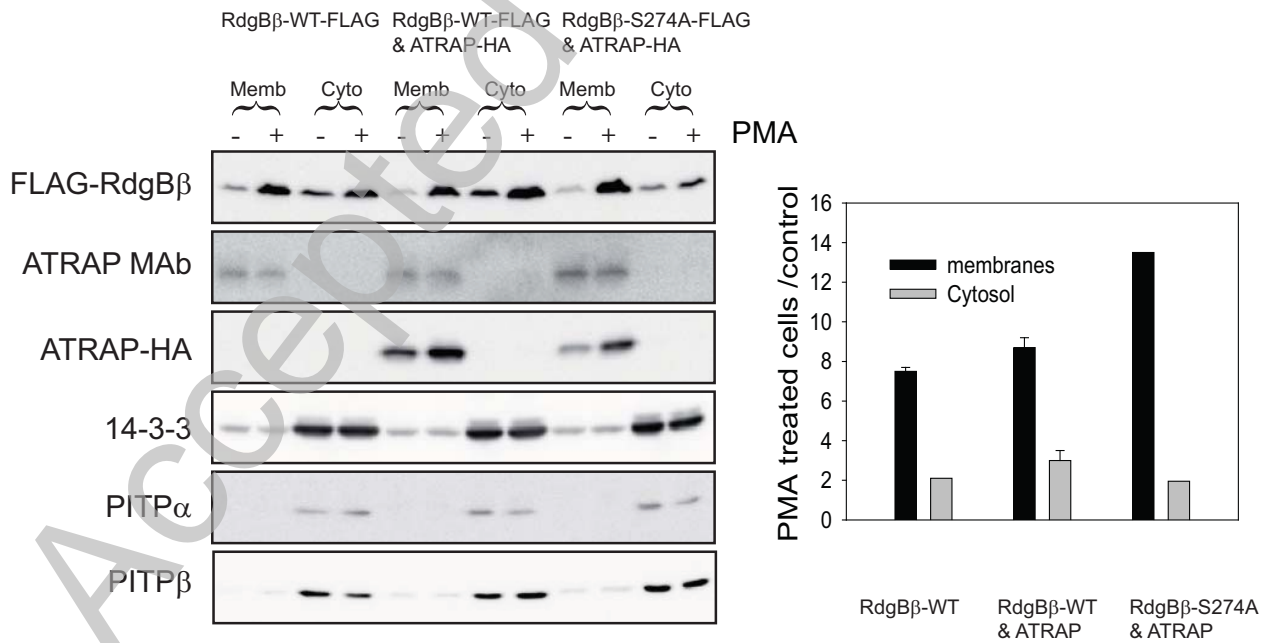 RdgBβ-WT-FLAG RdgBβ-WT-FLAG RdgBβ-S274A-FLAG
& ATRAP-HA & ATRAP-HA
Memb Cyto Memb Cyto Memb Cyto
- + - + - + - + - + - + PMA
FLAG-RdgBβ
ATRAP MAb
ATRAP-HA
14-3-3
PITPα
PITPβ
Accepted
PMA treated cells /control
16
14
12
10
8
6
4
2
0
membranes
Cytosol
RdgBβ-WT RdgBβ-WT RdgBβ-S274A
& ATRAP & ATRAP